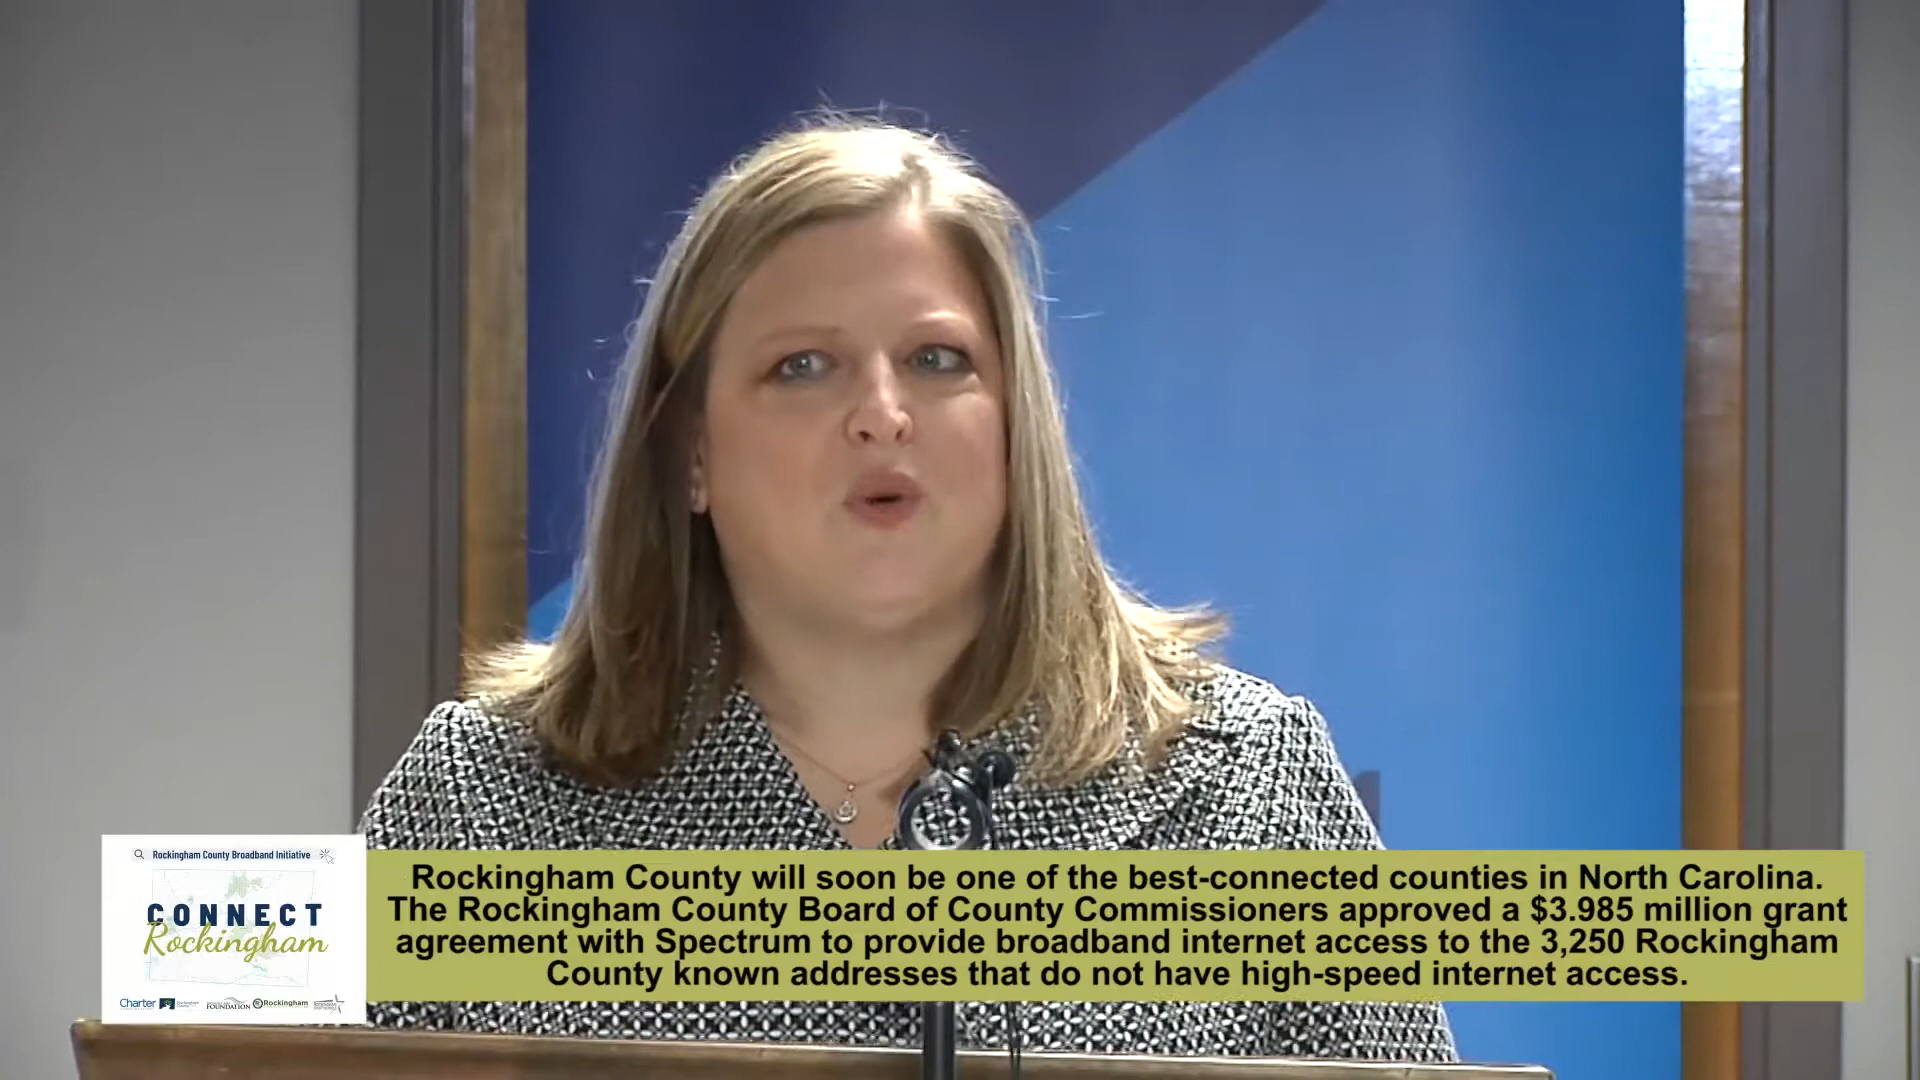 Rockingham County Broadband Initiative
CONNECT
Rockingham
Charter
FOUNDATION
Rockingham
Rockingham County will soon be one of the best-connected counties in North Carolina.
The Rockingham County Board of County Commissioners approved a $3.985 million grant
agreement with Spectrum to provide broadband internet access to the 3,250 Rockingham
County known addresses that do not have high-speed internet access.